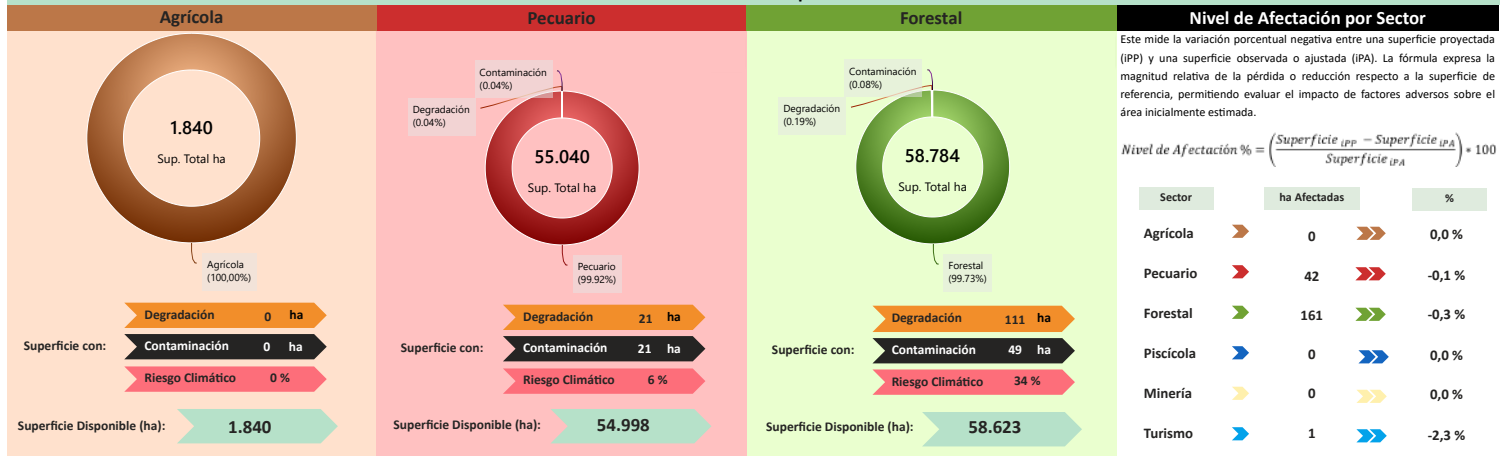 Agrícola
Contaminación
(0.04%)
Degradación
(0.04%)
1.840
Sup. Total ha
Agrícola
(100,00%)
Degradación 0 ha
Superficie con: Contaminación 0 ha
Riesgo Climático 0 %
Superficie Disponible (ha): 1.840
Pecuario
55.040
Sup. Total ha
Pecuario
(99.92%)
Degradación 21 ha
Superficie con: Contaminación 21 ha
Riesgo Climático 6 %
Superficie Disponible (ha): 54.998
Forestal
Contaminación
(0.08%)
Degradación
(0.19%)
58.784
Sup. Total ha
Forestal
(99.73%)
Degradación 111 ha
Superficie con: Contaminación 49 ha
Riesgo Climático 34 %
Superficie Disponible (ha): 58.623
Nivel de Afectación por Sector
Este mide la variación porcentual negativa entre una superficie proyectada
(iPP) y una superficie observada o ajustada (iPA). La fórmula expresa la
magnitud relativa de la pérdida o reducción respecto a la superficie de
referencia, permitiendo evaluar el impacto de factores adversos sobre el
área inicialmente estimada.
Nivel de Afectación % = (Superficie iPP − Superficie iPA / Superficie iPA) * 100
Sector ha Afectadas %
Agrícola 0 0,0 %
Pecuario 42 -0,1 %
Forestal 161 -0,3 %
Piscícola 0 0,0 %
Minería 0 0,0 %
Turismo 1 -2,3 %